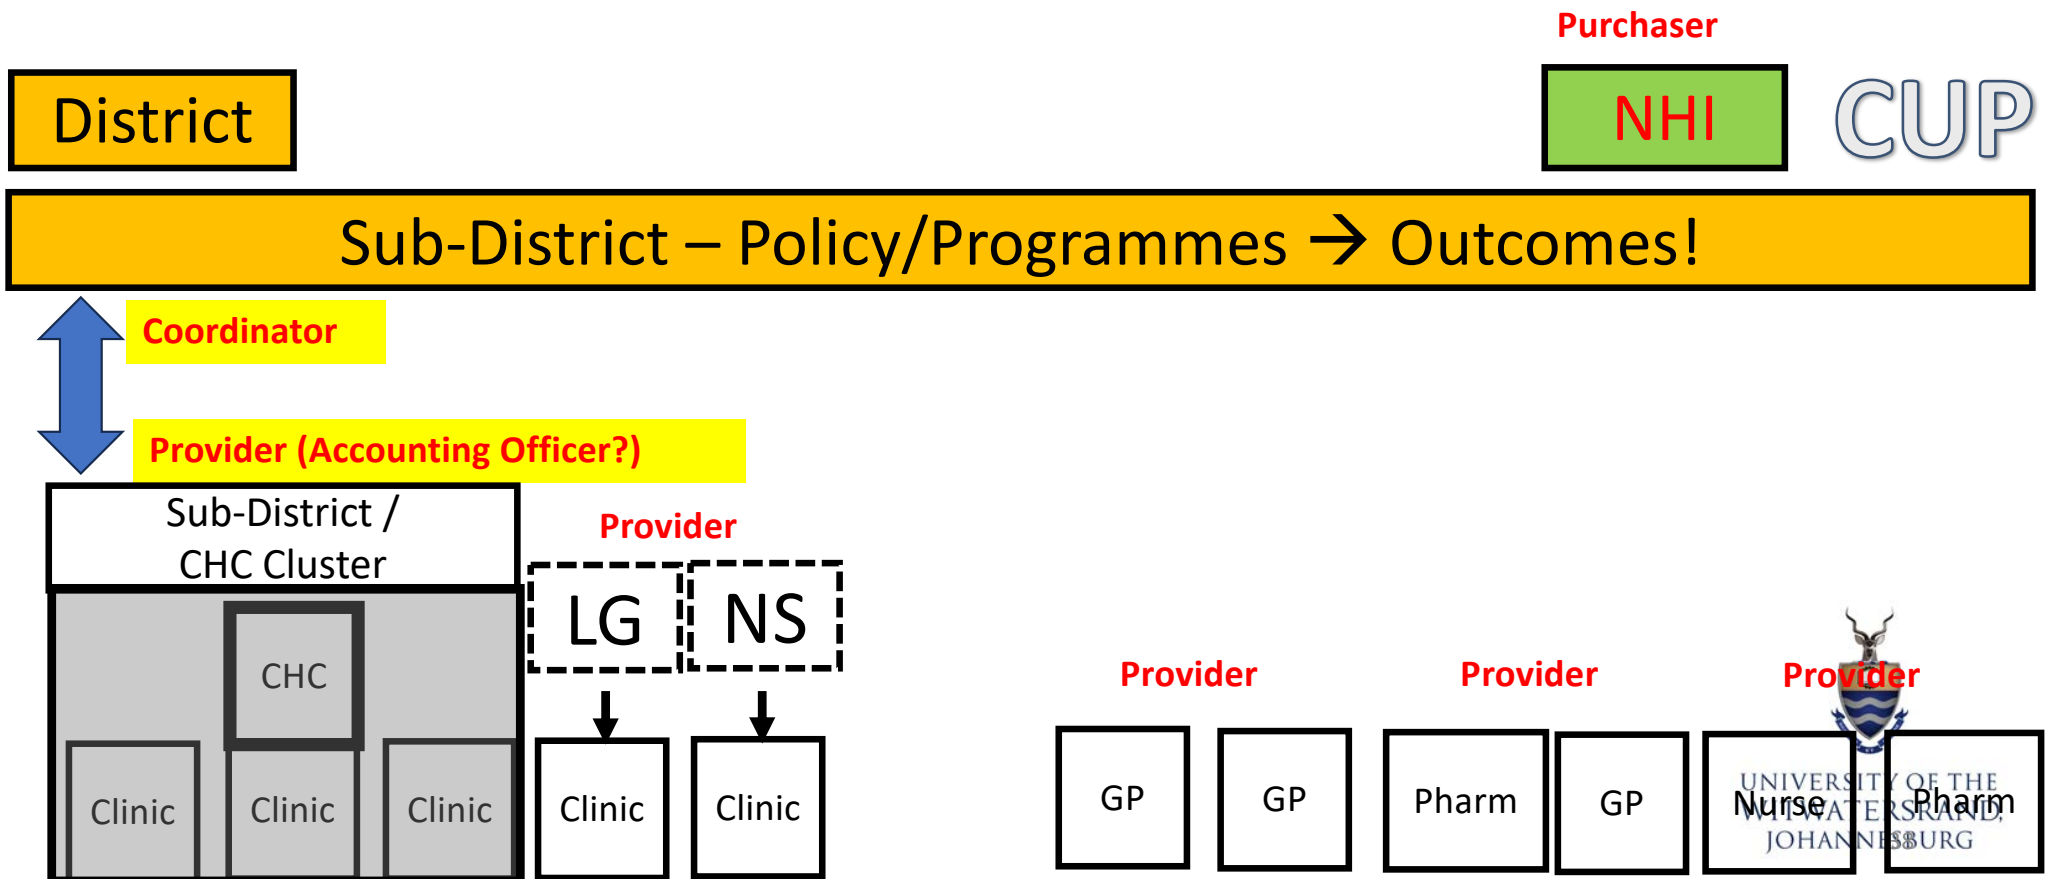 Purchaser
District
NHI
CUP
Sub-District – Policy/Programmes → Outcomes!
Coordinator
Provider (Accounting Officer?)
Sub-District /
CHC Cluster
Provider
LG
NS
CHC
Provider
Provider
Provider
Clinic
Clinic
Clinic
Clinic
Clinic
GP
GP
Pharm
GP
Nurse
Pharm
UNIVERSITY OF THE
WITWATERSRAND,
JOHANNESBURG
38